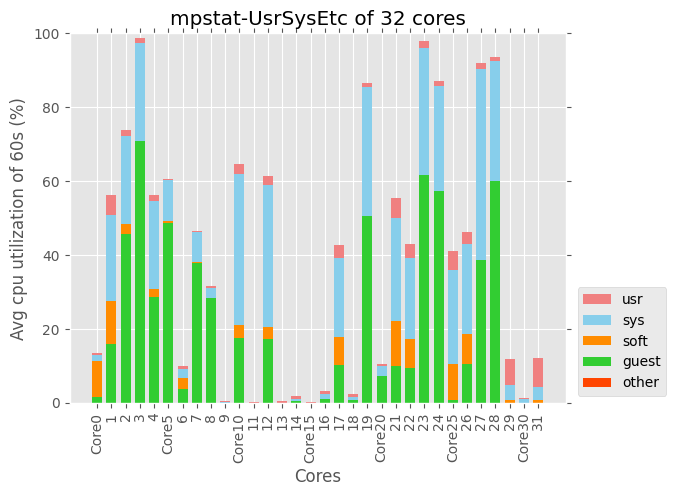 mpstat-UsrSysEtc of 32 cores
Avg cpu utilization of 60s (%)
100
80
60
40
20
0
Core0
1
2
3
4
Core5
6
7
8
9
Core10
11
12
13
14
Core15
16
17
18
19
Core20
21
22
23
24
Core25
26
27
28
29
Core30
31
Cores
usr
sys
soft
guest
other